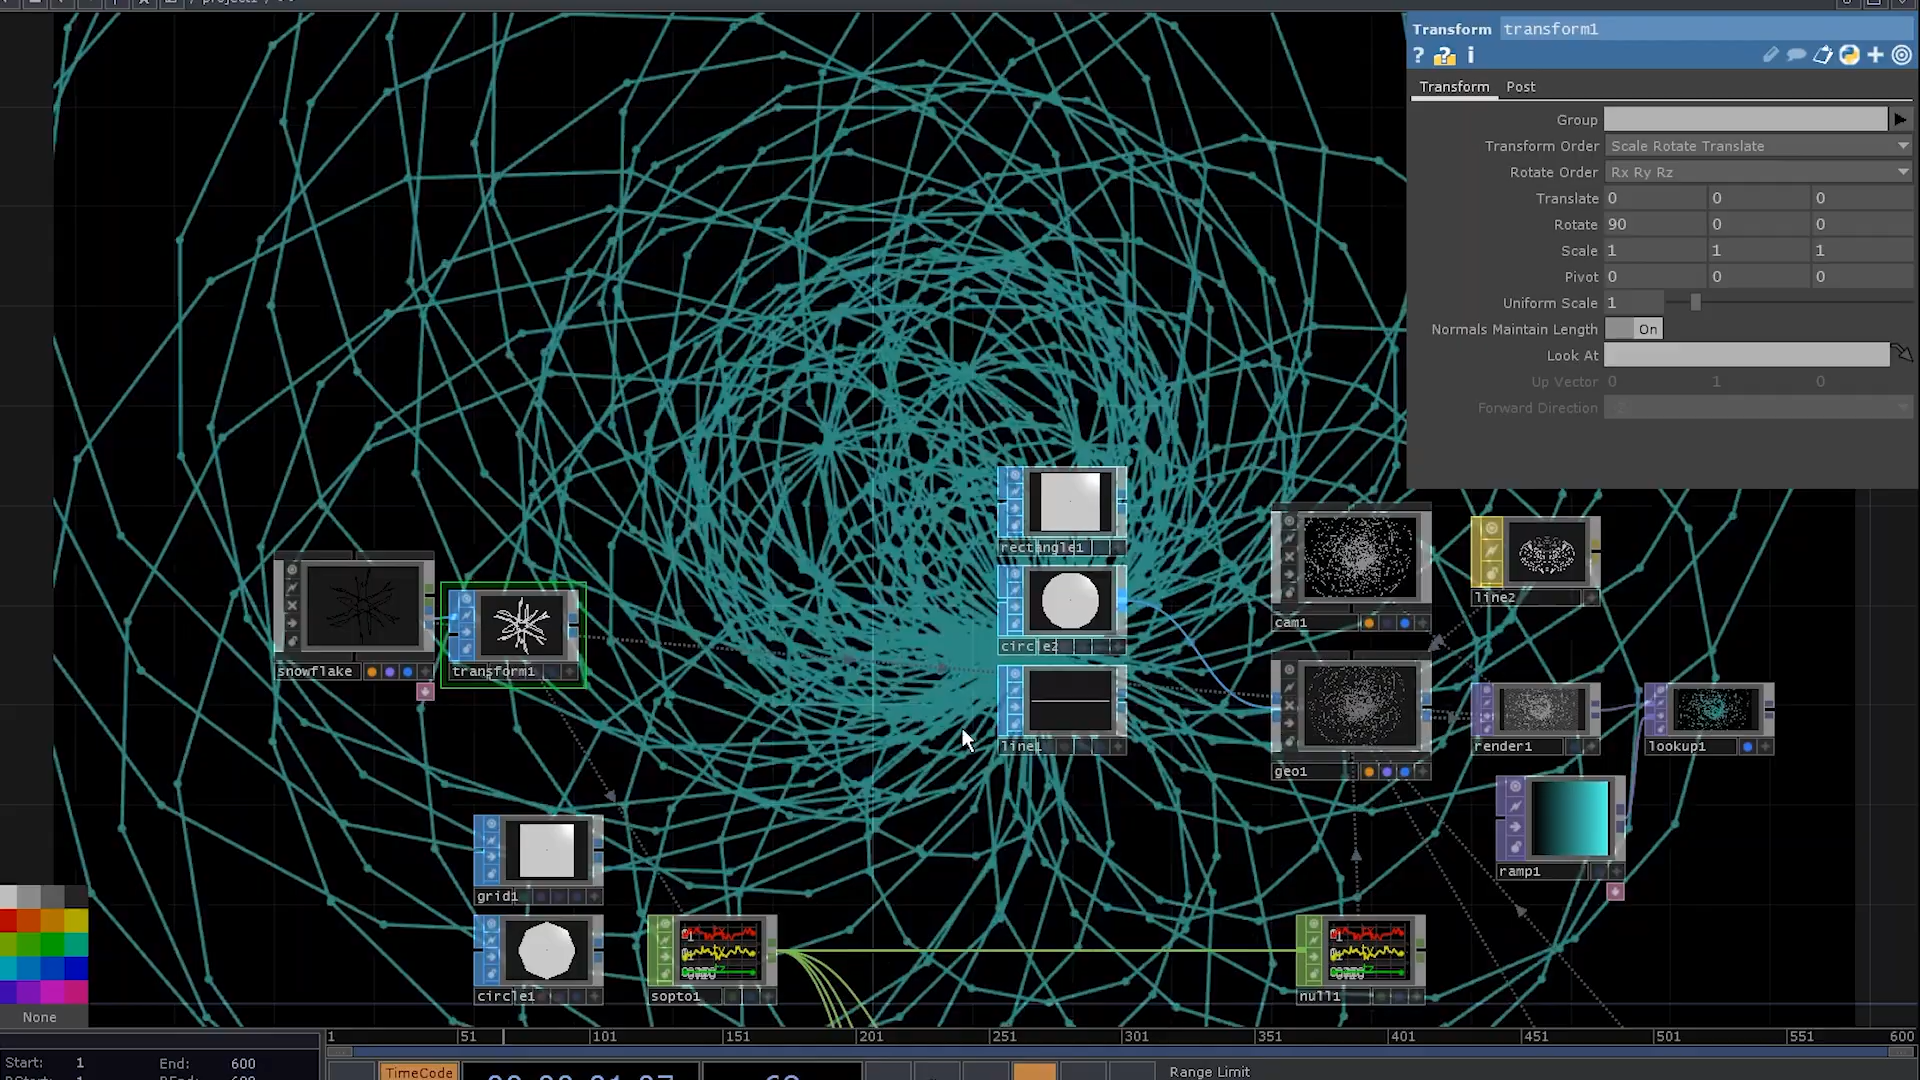 Transform transform1
? i
Transform Post
Group
Transform Order Scale Rotate Translate
Rotate Order Rx Ry Rz
Translate 0 0 0
Rotate 90 0 0
Scale 1 1 1
Pivot 0 0 0
Uniform Scale 1
Normals Maintain Length On
Look At
Up Vector 0 1 0
Forward Direction
rectangle1
cam1
line2
circle2
snowflake
transform1
line1
geo1
render1
lookup1
ramp1
grid1
circle1
sopto1
null1
None
1 51 101 151 201 251 301 351 401 451 501 551 600
Start: 1 End: 600
TimeCode
Range Limit